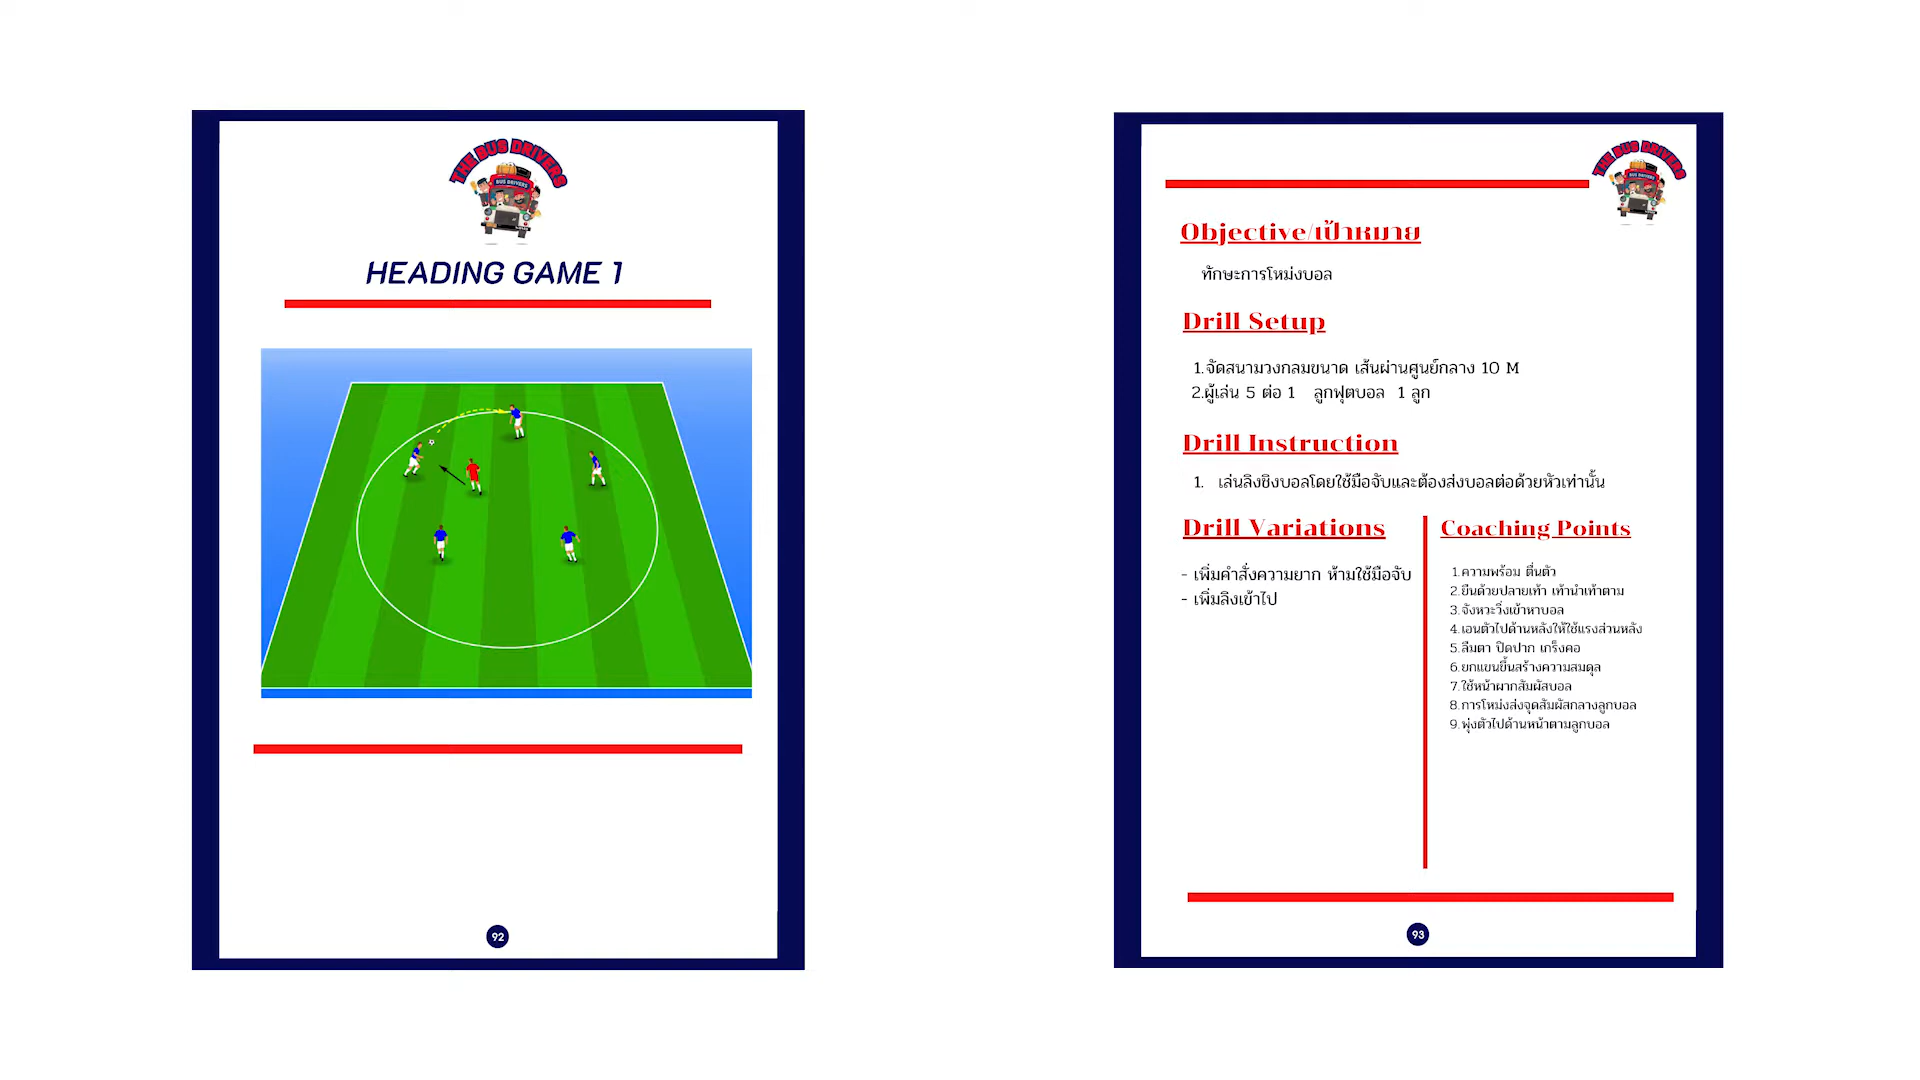 THE BUS DRIVERS
BUS DRIVERS
HEADING GAME 1
92
THE BUS DRIVERS
BUS DRIVERS
Objective/เป้าหมาย
ทักษะการโหม่งบอล
Drill Setup
1.จัดสนามวงกลมขนาด เส้นผ่านศูนย์กลาง 10 M
2.ผู้เล่น 5 ต่อ 1 ลูกฟุตบอล 1 ลูก
Drill Instruction
1. เล่นลิงชิงบอลโดยใช้มือจับและต้องส่งบอลต่อด้วยหัวเท่านั้น
Drill Variations
- เพิ่มคำสั่งความยาก ห้ามใช้มือจับ
- เพิ่มลิงเข้าไป
Coaching Points
1.ความพร้อม ตื่นตัว
2.ยืนด้วยปลายเท้า เท้านำเท้าตาม
3.จังหวะวิ่งเข้าหาบอล
4.เอนตัวไปด้านหลังให้ใช้แรงส่วนหลัง
5.ลืมตา ปิดปาก เกร็งคอ
6.ยกแขนขึ้นสร้างความสมดุล
7.ใช้หน้าผากสัมผัสบอล
8.การโหม่งส่งจุดสัมผัสกลางลูกบอล
9.พุ่งตัวไปด้านหน้าตามลูกบอล
93